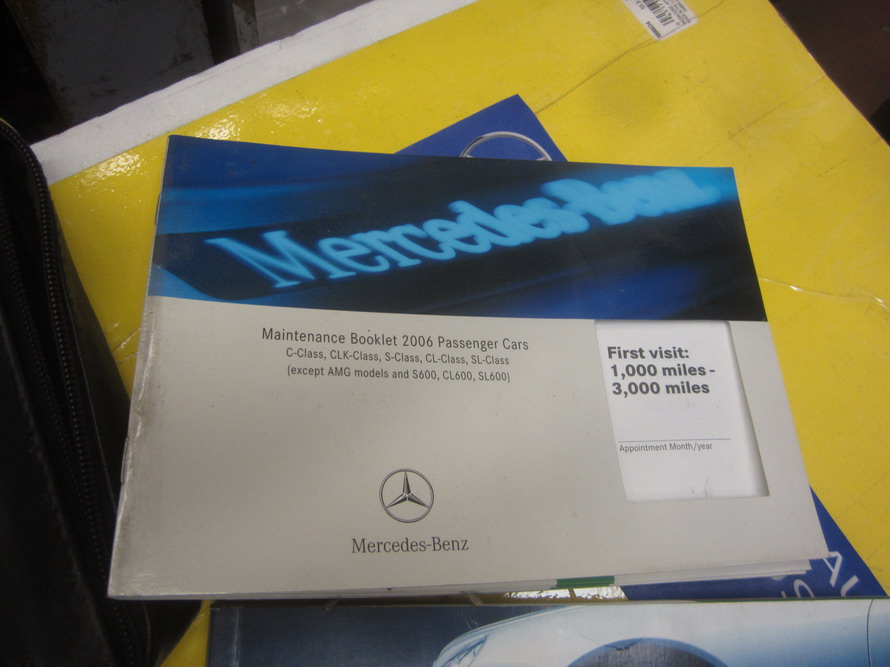 Mercedes-Benz
Maintenance Booklet 2006 Passenger Cars
C-Class, CLK-Class, S-Class, CL-Class, SL-Class
(except AMG models and S600, CL600, SL600)
First visit:
1,000 miles -
3,000 miles
Appointment Month/year
Mercedes-Benz